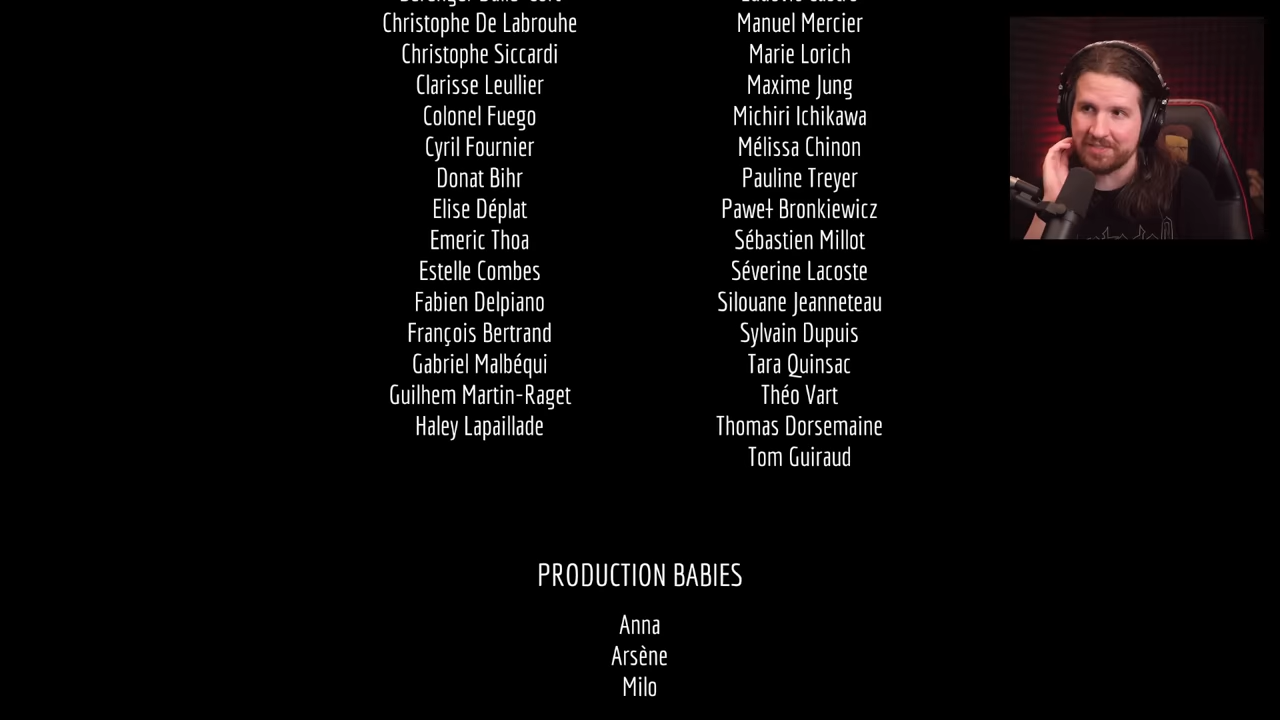 Christophe De Labrouhe
Christophe Siccardi
Clarisse Leullier
Colonel Fuego
Cyril Fournier
Donat Bihr
Elise Déplat
Emeric Thoa
Estelle Combes
Fabien Delpiano
François Bertrand
Gabriel Malbéqui
Guilhem Martin-Raget
Haley Lapaillade
Manuel Mercier
Marie Lorich
Maxime Jung
Michiri Ichikawa
Mélissa Chinon
Pauline Treyer
Paweł Bronkiewicz
Sébastien Millot
Séverine Lacoste
Silouane Jeanneteau
Sylvain Dupuis
Tara Quinsac
Théo Vart
Thomas Dorsemaine
Tom Guiraud
PRODUCTION BABIES
Anna
Arsène
Milo